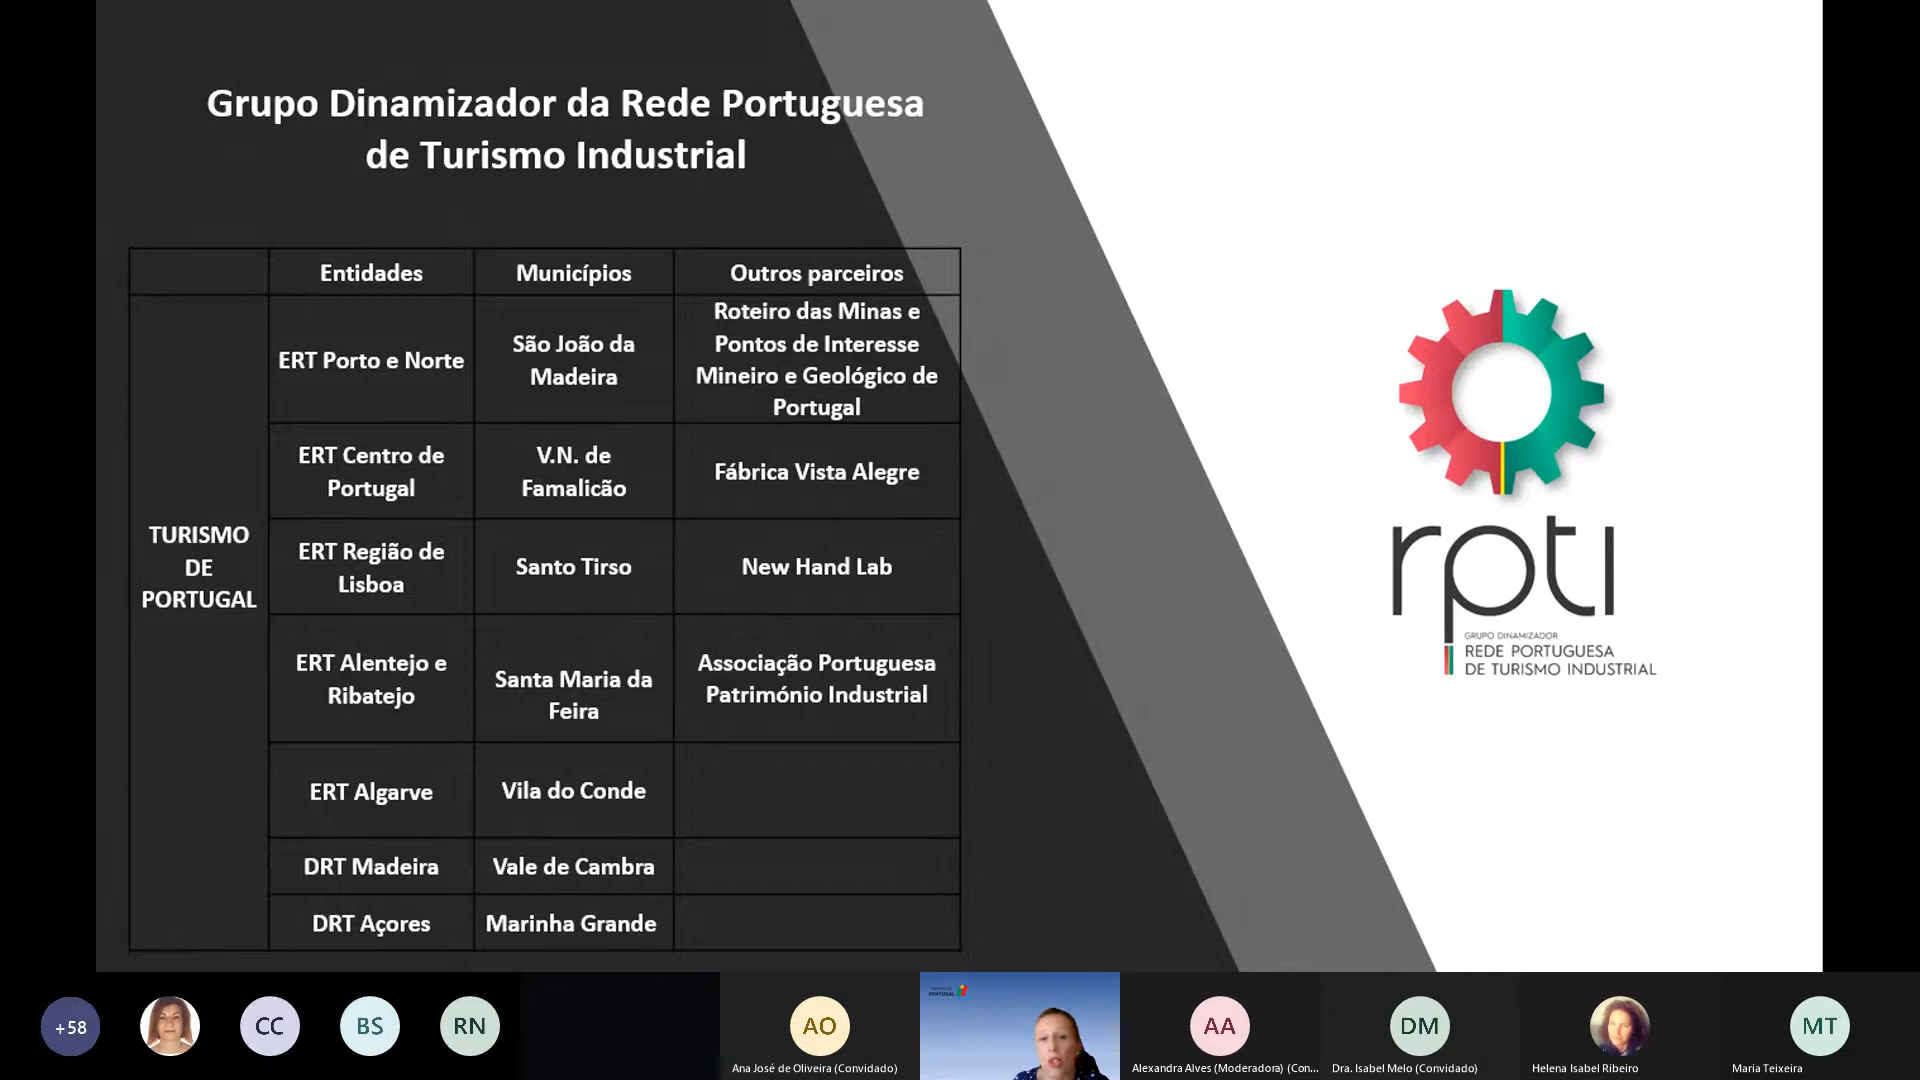 Grupo Dinamizador da Rede Portuguesa
de Turismo Industrial
Entidades
Municípios
Outros parceiros
TURISMO
DE
PORTUGAL
ERT Porto e Norte
São João da
Madeira
Roteiro das Minas e
Pontos de Interesse
Mineiro e Geológico de
Portugal
ERT Centro de
Portugal
V.N. de
Famalicão
Fábrica Vista Alegre
ERT Região de
Lisboa
Santo Tirso
New Hand Lab
ERT Alentejo e
Ribatejo
Santa Maria da
Feira
Associação Portuguesa
Património Industrial
ERT Algarve
Vila do Conde
DRT Madeira
Vale de Cambra
DRT Açores
Marinha Grande
rpti
GRUPO DINAMIZADOR
REDE PORTUGUESA
DE TURISMO INDUSTRIAL
+58
CC
BS
RN
AO
Ana José de Oliveira (Convidado)
PORTUGAL
AA
Alexandra Alves (Moderadora) (Con...
DM
Dra. Isabel Melo (Convidado)
Helena Isabel Ribeiro
MT
Maria Teixeira